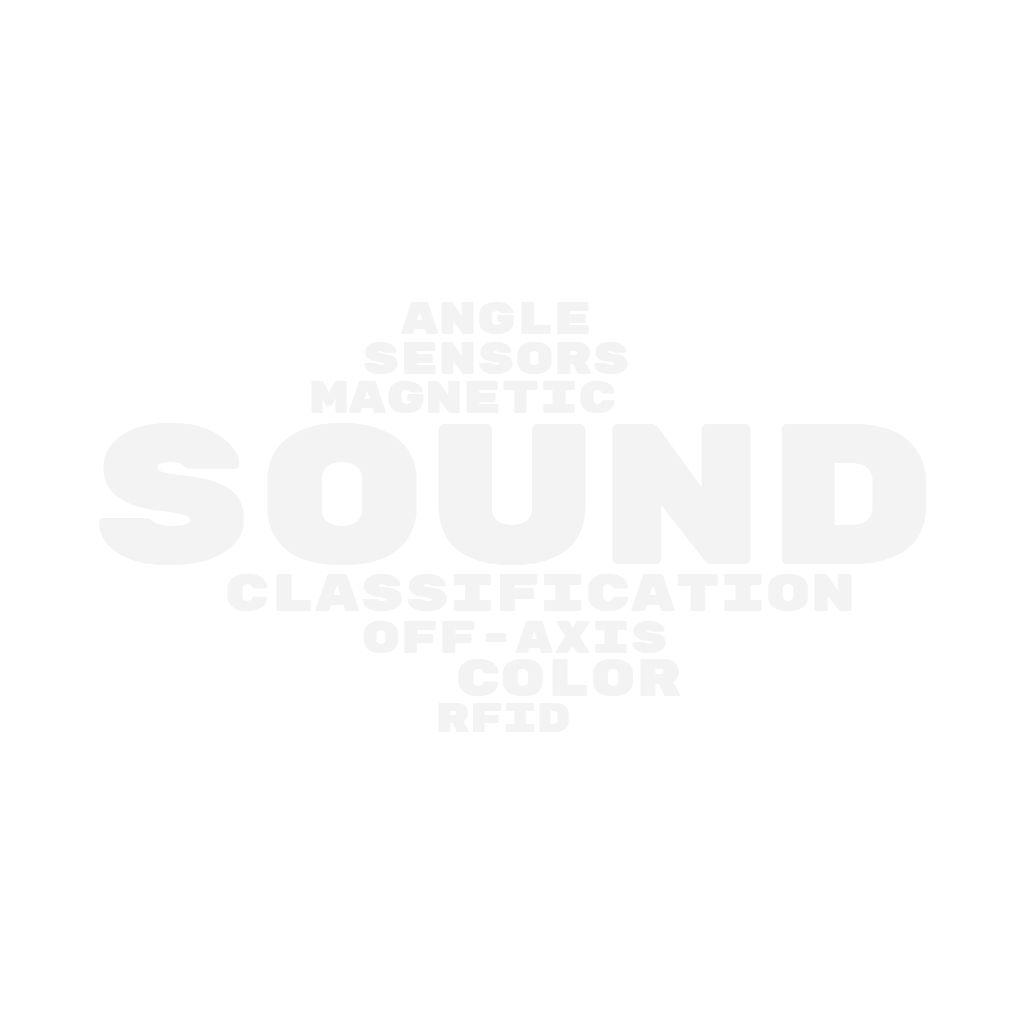 ANGLE
SENSORS
MAGNETIC
SOUND
CLASSIFICATION
OFF-AXIS
COLOR
RFID